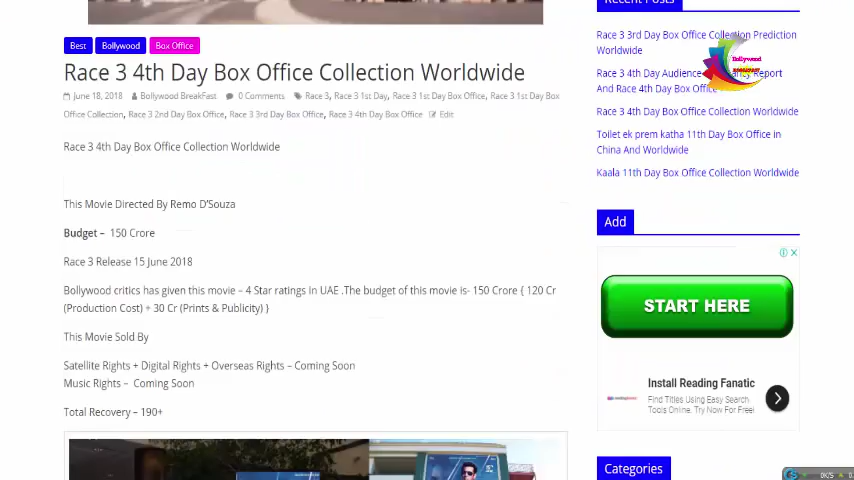 Recent Posts
Best
Bollywood
Box Office
Race 3 4th Day Box Office Collection Worldwide
June 18, 2018 Bollywood BreakFast 0 Comments Race 3, Race 3 1st Day, Race 3 1st Day Box Office, Race 3 1st Day Box
Office Collection, Race 3 2nd Day Box Office, Race 3 3rd Day Box Office, Race 3 4th Day Box Office Edit
Race 3 4th Day Box Office Collection Worldwide
This Movie Directed By Remo D'Souza
Budget – 150 Crore
Race 3 Release 15 June 2018
Bollywood critics has given this movie – 4 Star ratings In UAE .The budget of this movie is- 150 Crore { 120 Cr
(Production Cost) + 30 Cr (Prints & Publicity) }
This Movie Sold By
Satellite Rights + Digital Rights + Overseas Rights – Coming Soon
Music Rights – Coming Soon
Total Recovery – 190+
Race 3 3rd Day Box Office Collection Prediction
Worldwide
Race 3 4th Day Audience Report
And Race 4th Day Box Office
Race 3 4th Day Box Office Collection Worldwide
Toilet ek prem katha 11th Day Box Office in
China And Worldwide
Kaala 11th Day Box Office Collection Worldwide
Bollywood
Add
START HERE
Install Reading Fanatic
Find Titles Using Easy Search
Tools Online. Try Now For Free!
Categories
0K/S